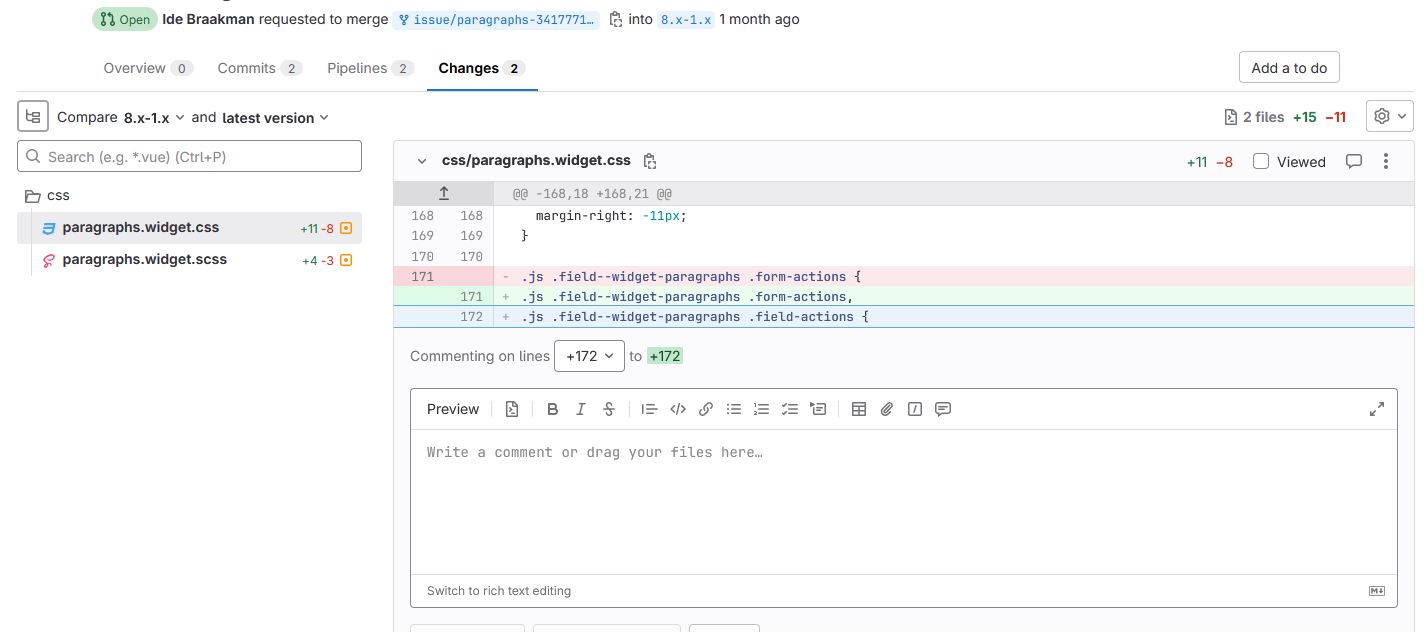 Open Ide Braakman requested to merge issue/paragraphs-3417771… into 8.x-1.x 1 month ago
Overview 0 Commits 2 Pipelines 2 Changes 2 Add a to do
Compare 8.x-1.x and latest version 2 files +15 −11
Search (e.g. *.vue) (Ctrl+P)
css
paragraphs.widget.css +11 -8
paragraphs.widget.scss +4 -3
css/paragraphs.widget.css +11 −8 Viewed
@@ -168,18 +168,21 @@
168 168 margin-right: -11px;
169 169 }
170 170
171 - .js .field--widget-paragraphs .form-actions {
171 + .js .field--widget-paragraphs .form-actions,
172 + .js .field--widget-paragraphs .field-actions {
Commenting on lines +172 to +172
Preview
Write a comment or drag your files here…
Switch to rich text editing